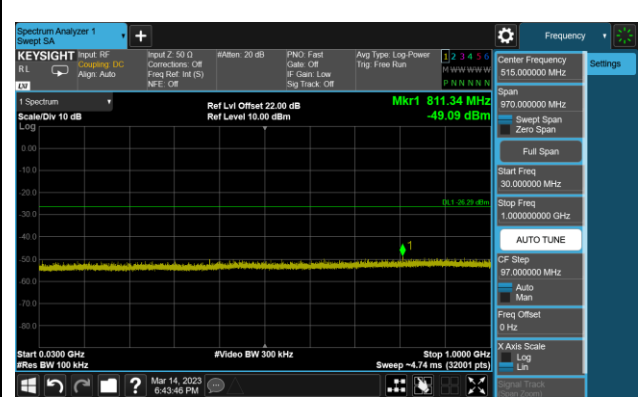 Spectrum Analyzer 1
Swept SA
+
Frequency
KEYSIGHT
RL
LXI
Input: RF
Coupling: DC
Align: Auto
Input Z: 50 Ω
Corrections: Off
Freq Ref: Int (S)
NFE: Off
#Atten: 20 dB
PNO: Fast
Gate: Off
IF Gain: Low
Sig Track: Off
Avg Type: Log-Power
Trig: Free Run
1 2 3 4 5 6
M W W W W W
P N N N N N
Center Frequency
515.000000 MHz
Settings
Span
970.000000 MHz
Swept Span
Zero Span
Full Span
Start Freq
30.000000 MHz
Stop Freq
1.000000000 GHz
AUTO TUNE
CF Step
97.000000 MHz
Auto
Man
Freq Offset
0 Hz
X Axis Scale
Log
Lin
Signal Track
(Span Zoom)
1 Spectrum
Scale/Div 10 dB
Log
Ref Lvl Offset 22.00 dB
Ref Level 10.00 dBm
Mkr1 811.34 MHz
-49.09 dBm
0.00
-10.0
-20.0
DL1 -26.29 dBm
-30.0
-40.0
1
-50.0
-60.0
-70.0
-80.0
Start 0.0300 GHz
#Res BW 100 kHz
#Video BW 300 kHz
Stop 1.0000 GHz
Sweep ~4.74 ms (32001 pts)
?
Mar 14, 2023
6:43:46 PM